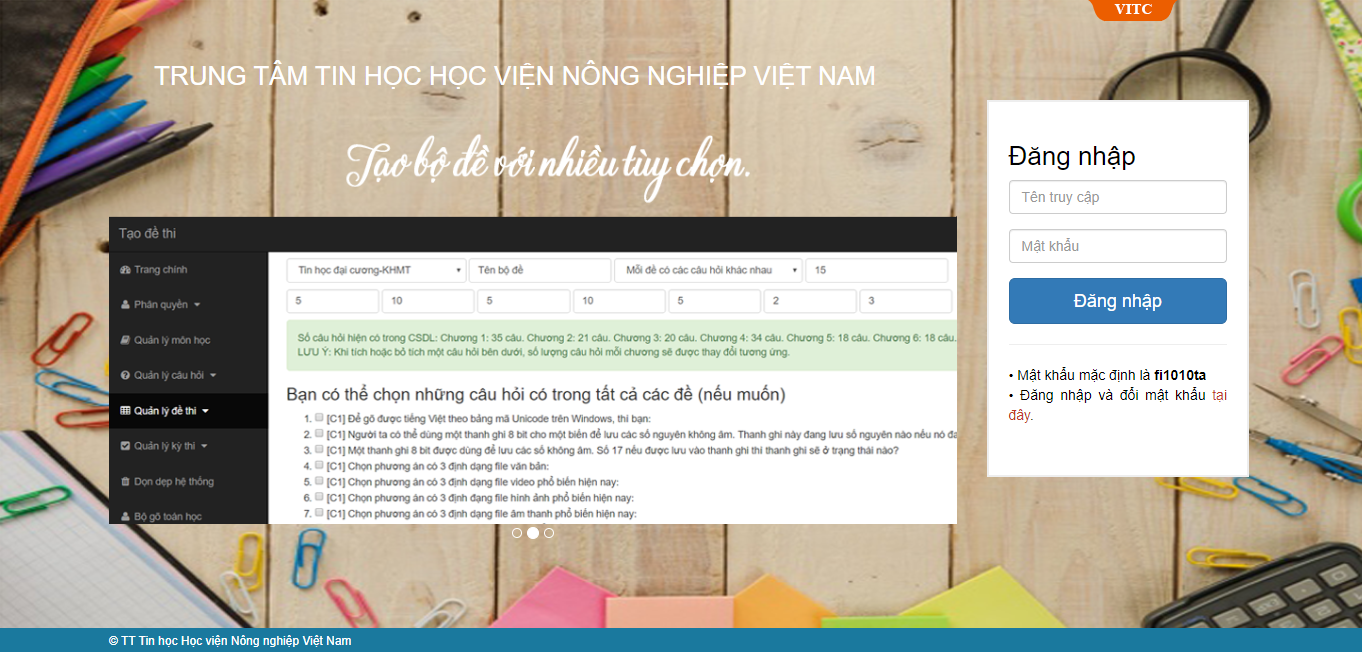 VITC
TRUNG TÂM TIN HỌC HỌC VIỆN NÔNG NGHIỆP VIỆT NAM
Tạo bộ đề với nhiều tùy chọn.
Tạo đề thi
Trang chính
Phân quyền
Quản lý môn học
Quản lý câu hỏi
Quản lý đề thi
Quản lý kỳ thi
Dọn dẹp hệ thống
Bộ gõ toán học
Tin học đại cương-KHMT Tên bộ đề Mỗi đề có các câu hỏi khác nhau 15
5 10 5 10 5 2 3
Số câu hỏi hiện có trong CSDL: Chương 1: 35 câu. Chương 2: 21 câu. Chương 3: 20 câu. Chương 4: 34 câu. Chương 5: 18 câu. Chương 6: 18 câu.
LƯU Ý: Khi tích hoặc bỏ tích một câu hỏi bên dưới, số lượng câu hỏi mỗi chương sẽ được thay đổi tương ứng.
Bạn có thể chọn những câu hỏi có trong tất cả các đề (nếu muốn)
1. [C1] Để gõ được tiếng Việt theo bảng mã Unicode trên Windows, thì bạn:
2. [C1] Người ta có thể dùng một thanh ghi 8 bit cho một biến để lưu các số nguyên không âm. Thanh ghi này đang lưu số nguyên nào nếu nó đa
3. [C1] Một thanh ghi 8 bit được dùng để lưu các số không âm. Số 17 nếu được lưu vào thanh ghi thì thanh ghi sẽ ở trạng thái nào?
4. [C1] Chọn phương án có 3 định dạng file văn bản:
5. [C1] Chọn phương án có 3 định dạng file video phổ biến hiện nay:
6. [C1] Chọn phương án có 3 định dạng file hình ảnh phổ biến hiện nay:
7. [C1] Chọn phương án có 3 định dạng file âm thanh phổ biến hiện nay:
Đăng nhập
Tên truy cập
Mật khẩu
Đăng nhập
• Mật khẩu mặc định là fi1010ta
• Đăng nhập và đổi mật khẩu tại
đây.
© TT Tin học Học viện Nông nghiệp Việt Nam